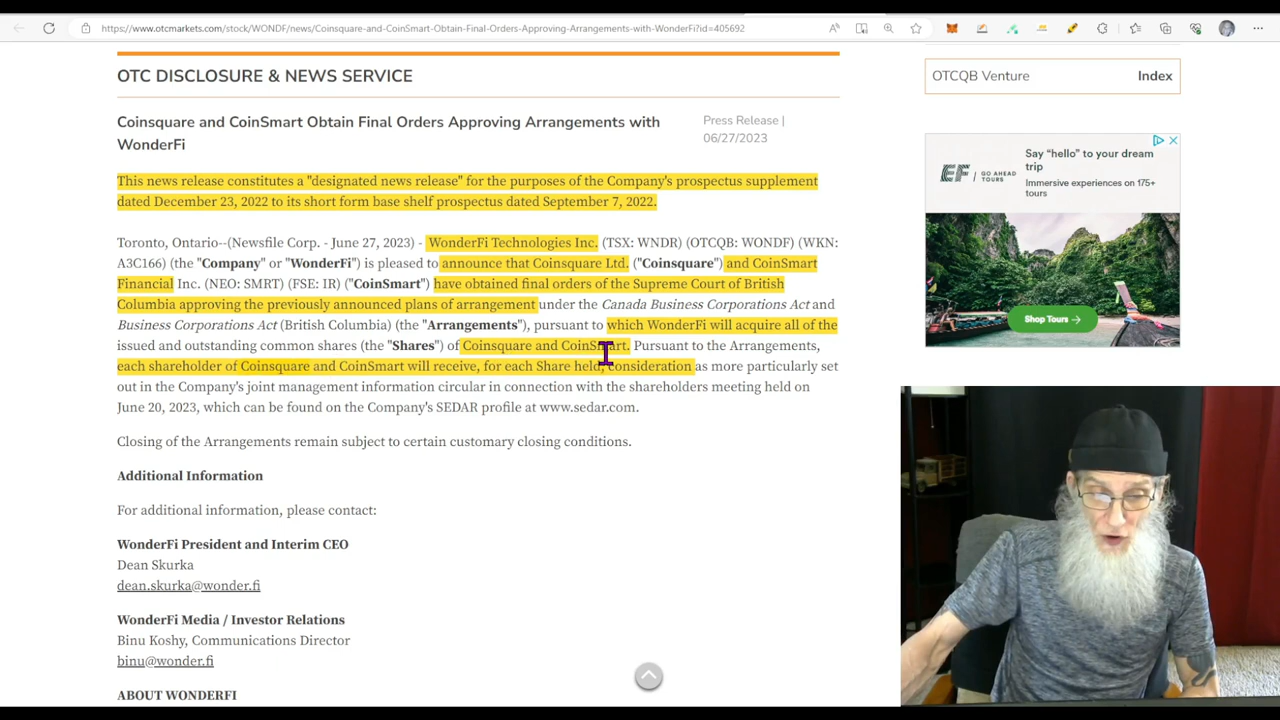 https://www.otcmarkets.com/stock/WONDF/news/Coinsquare-and-CoinSmart-Obtain-Final-Orders-Approving-Arrangements-with-WonderFi?id=405692
OTC DISCLOSURE & NEWS SERVICE
Coinsquare and CoinSmart Obtain Final Orders Approving Arrangements with
WonderFi
Press Release |
06/27/2023
This news release constitutes a "designated news release" for the purposes of the Company's prospectus supplement
dated December 23, 2022 to its short form base shelf prospectus dated September 7, 2022.
Toronto, Ontario--(Newsfile Corp. - June 27, 2023) - WonderFi Technologies Inc. (TSX: WNDR) (OTCQB: WONDF) (WKN:
A3C166) (the "Company" or "WonderFi") is pleased to announce that Coinsquare Ltd. ("Coinsquare") and CoinSmart
Financial Inc. (NEO: SMRT) (FSE: IR) ("CoinSmart") have obtained final orders of the Supreme Court of British
Columbia approving the previously announced plans of arrangement under the Canada Business Corporations Act and
Business Corporations Act (British Columbia) (the "Arrangements"), pursuant to which WonderFi will acquire all of the
issued and outstanding common shares (the "Shares") of Coinsquare and CoinSmart. Pursuant to the Arrangements,
each shareholder of Coinsquare and CoinSmart will receive, for each Share held, consideration as more particularly set
out in the Company's joint management information circular in connection with the shareholders meeting held on
June 20, 2023, which can be found on the Company's SEDAR profile at www.sedar.com.
Closing of the Arrangements remain subject to certain customary closing conditions.
Additional Information
For additional information, please contact:
WonderFi President and Interim CEO
Dean Skurka
dean.skurka@wonder.fi
WonderFi Media / Investor Relations
Binu Koshy, Communications Director
binu@wonder.fi
ABOUT WONDERFI
OTCQB Venture Index
Say “hello” to your dream
trip
EF GO AHEAD TOURS
Immersive experiences on 175+
tours
Shop Tours →